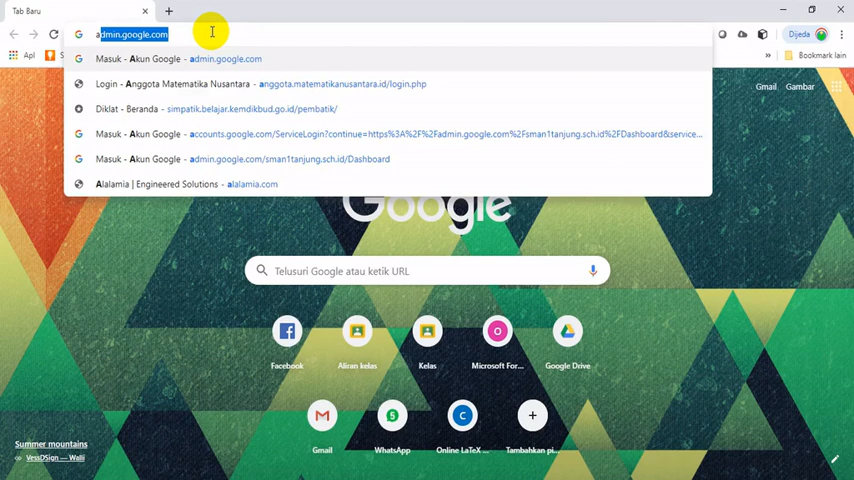 Tab Baru
admin.google.com
Dijeda
Apl
Bookmark lain
Masuk - Akun Google - admin.google.com
Login - Anggota Matematika Nusantara - anggota.matematikanusantara.id/login.php
Diklat - Beranda - simpatik.belajar.kemdikbud.go.id/pembatik/
Masuk - Akun Google - accounts.google.com/ServiceLogin?continue=https%3A%2F%2Fadmin.google.com%2Fsman1tanjung.sch.id%2FDashboard&service...
Masuk - Akun Google - admin.google.com/sman1tanjung.sch.id/Dashboard
Alalamia | Engineered Solutions - alalamia.com
Gmail
Gambar
Google
Telusuri Google atau ketik URL
Facebook
Aliran kelas
Kelas
Microsoft For...
Google Drive
Gmail
WhatsApp
Online LaTeX ...
Tambahkan pi...
Summer mountains
VessDSign — Walli